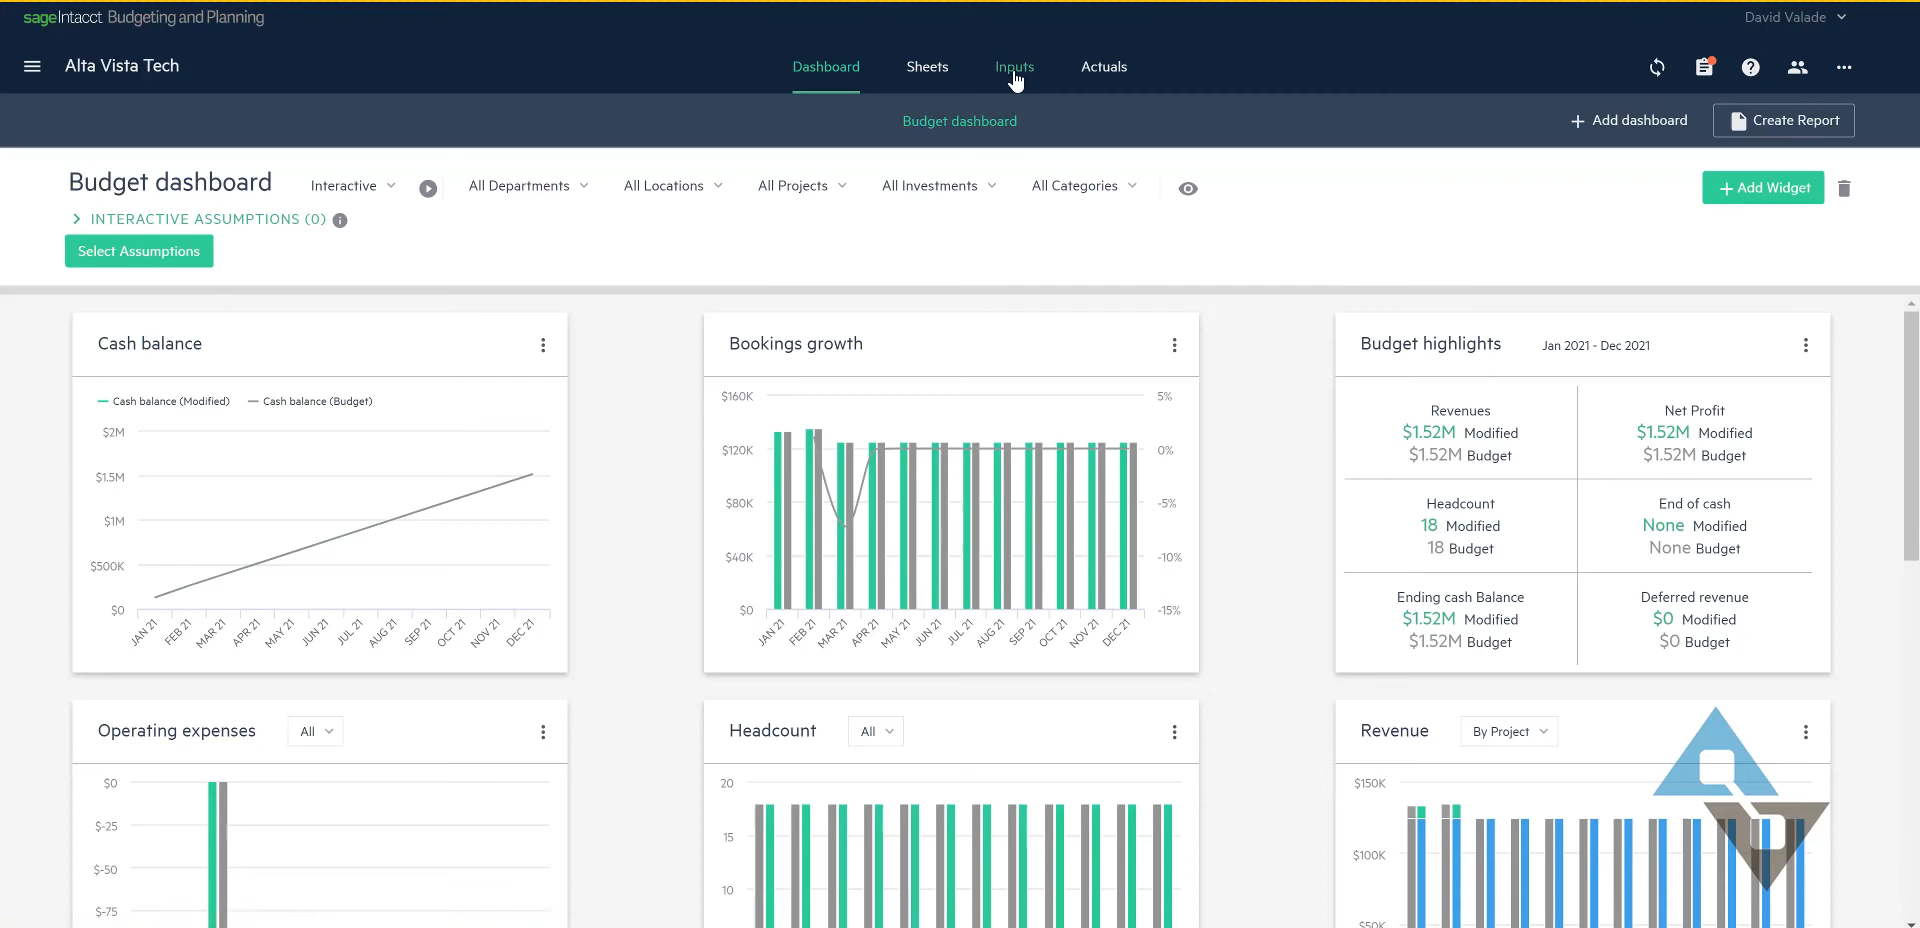 sageIntacct Budgeting and Planning
David Valade
Alta Vista Tech
Dashboard Sheets Inputs Actuals
Budget dashboard
+ Add dashboard
Create Report
Budget dashboard
Interactive
All Departments
All Locations
All Projects
All Investments
All Categories
+ Add Widget
> INTERACTIVE ASSUMPTIONS (0)
Select Assumptions
Cash balance
Cash balance (Modified) Cash balance (Budget)
$2M
$1.5M
$1M
$500K
$0
JAN 21 FEB 21 MAR 21 APR 21 MAY 21 JUN 21 JUL 21 AUG 21 SEP 21 OCT 21 NOV 21 DEC 21
Bookings growth
$160K 5%
$120K 0%
$80K -5%
$40K -10%
$0 -15%
JAN 21 FEB 21 MAR 21 APR 21 MAY 21 JUN 21 JUL 21 AUG 21 SEP 21 OCT 21 NOV 21 DEC 21
Budget highlights Jan 2021 - Dec 2021
Revenues
$1.52M Modified
$1.52M Budget
Net Profit
$1.52M Modified
$1.52M Budget
Headcount
18 Modified
18 Budget
End of cash
None Modified
None Budget
Ending cash Balance
$1.52M Modified
$1.52M Budget
Deferred revenue
$0 Modified
$0 Budget
Operating expenses All
$0
$-25
$-50
$-75
Headcount All
20
15
10
Revenue By Project
$150K
$100K
$50K